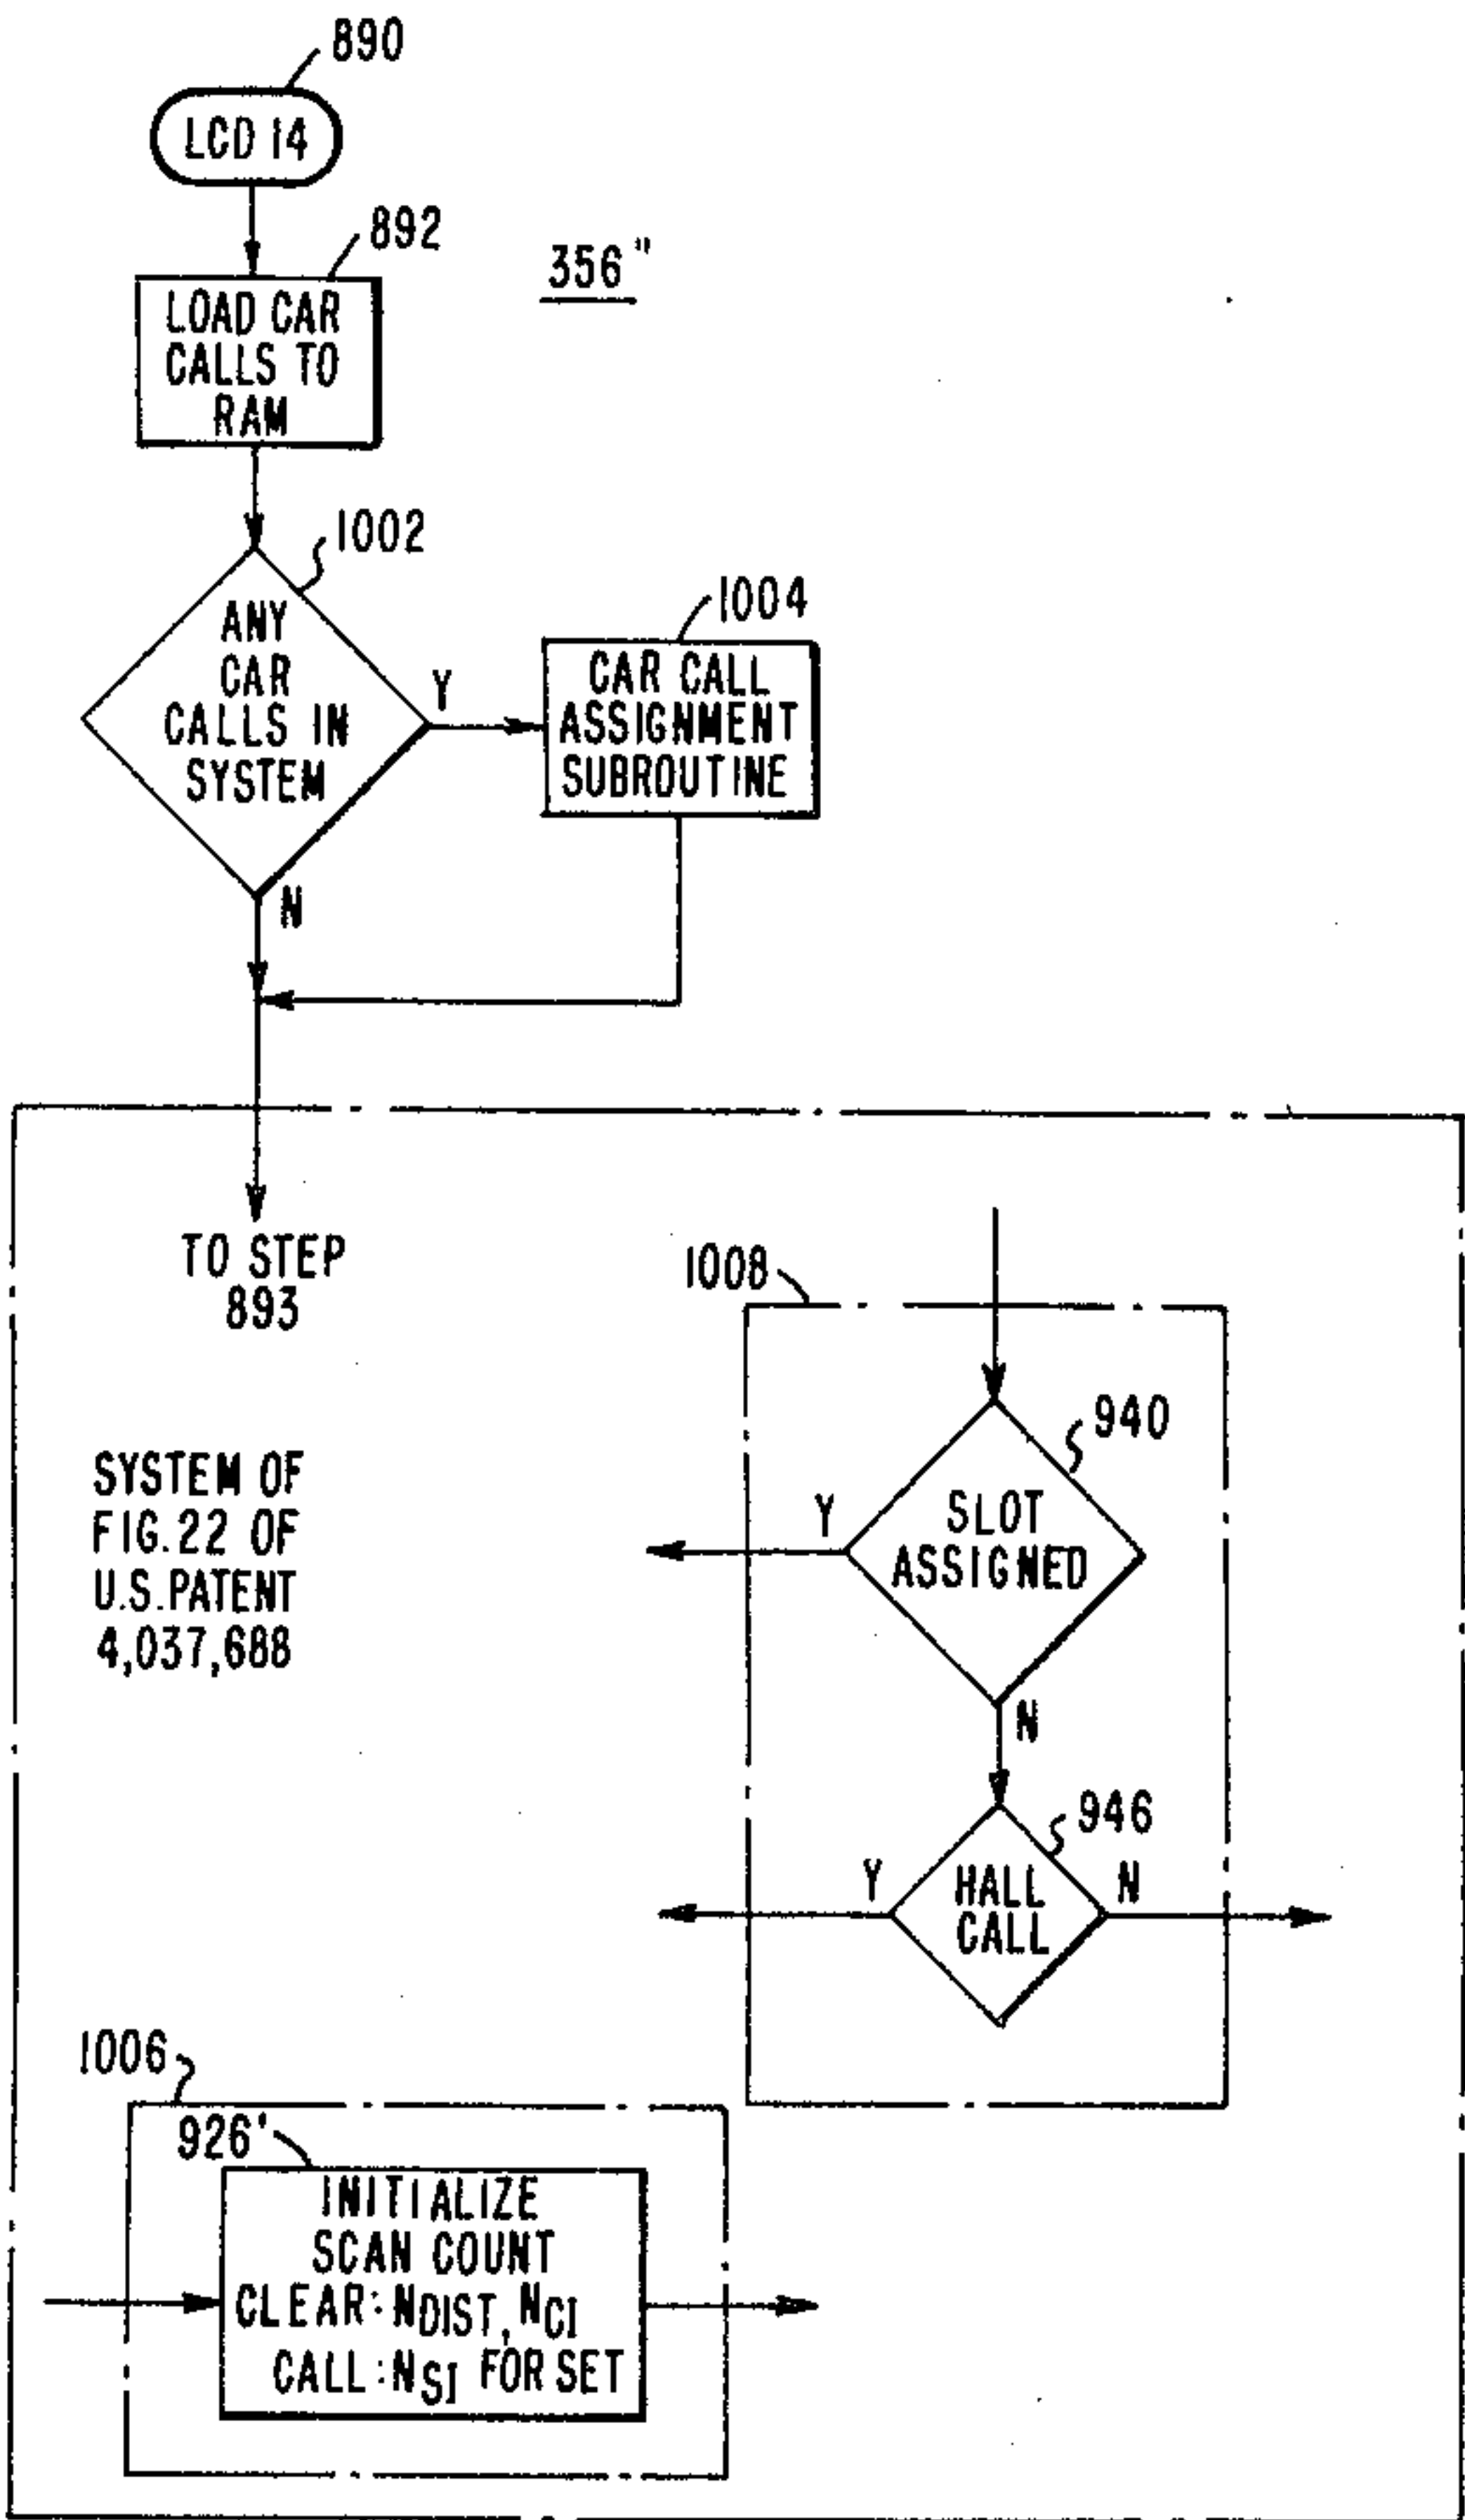 890
LCD 14
892
356"
LOAD CAR
CALLS TO
RAM
1002
1004
ANY
CAR
CALLS IN
SYSTEM
Y
CAR CALL
ASSIGNMENT
SUBROUTINE
N
TO STEP
893
1008
940
SYSTEM OF
FIG.22 OF
U.S.PATENT
4,037,688
Y
SLOT
ASSIGNED
N
946
Y
HALL
CALL
N
1006
926'
INITIALIZE
SCAN COUNT
CLEAR:NDIST,NCI
CALL:NSI FOR SET